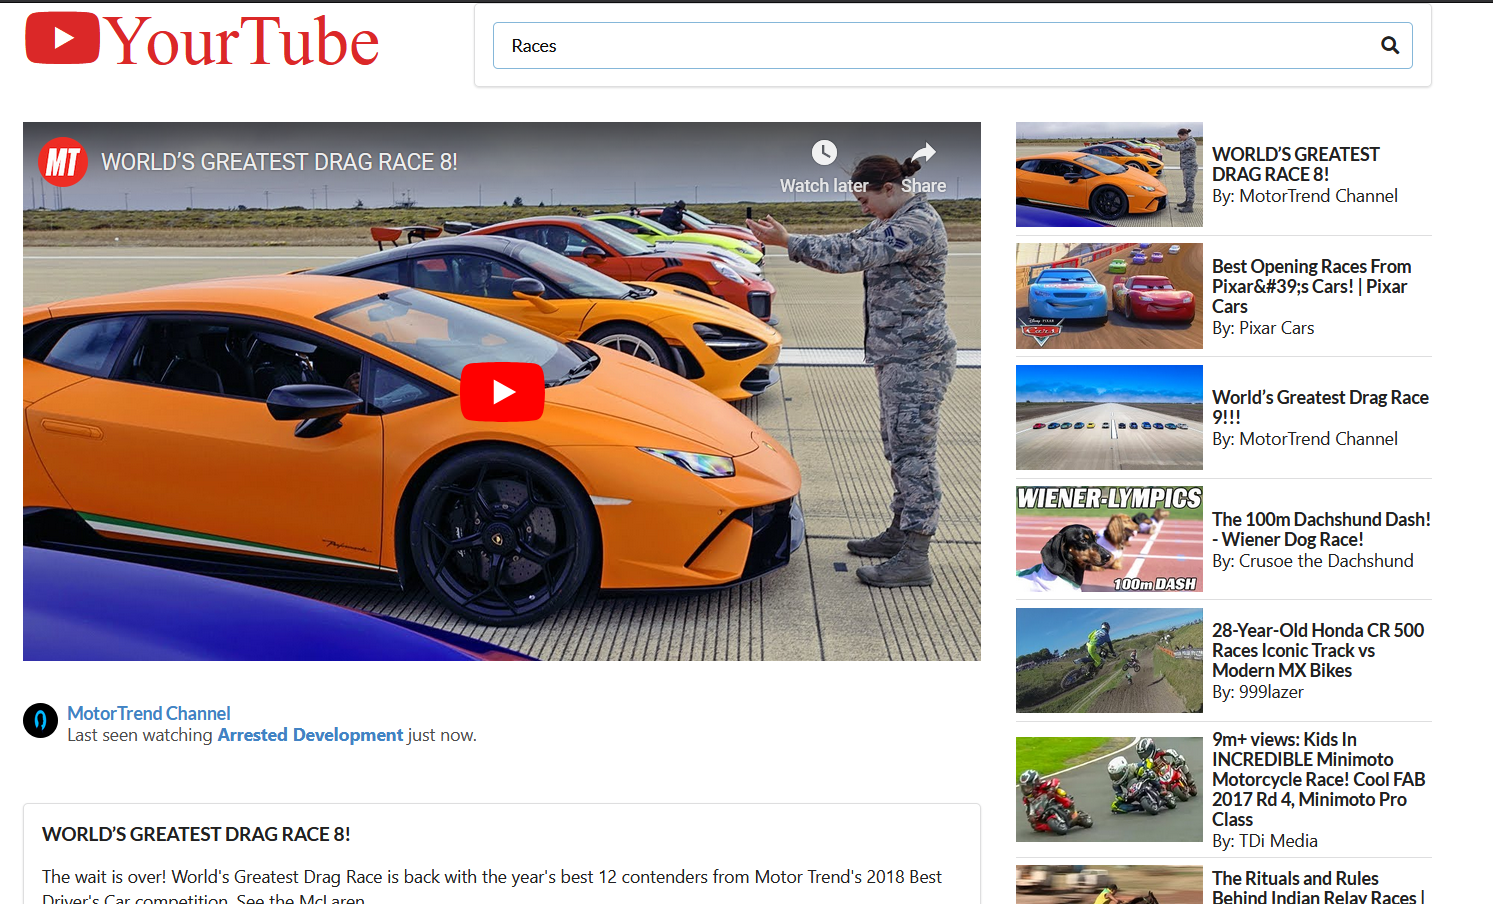 YourTube
Races
MT WORLD’S GREATEST DRAG RACE 8!
Watch later
Share
MotorTrend Channel
Last seen watching Arrested Development just now.
WORLD’S GREATEST DRAG RACE 8!
The wait is over! World's Greatest Drag Race is back with the year's best 12 contenders from Motor Trend's 2018 Best
Driver's Car competition. See the McLaren
WORLD’S GREATEST
DRAG RACE 8!
By: MotorTrend Channel
Best Opening Races From
Pixar&#39;s Cars! | Pixar
Cars
By: Pixar Cars
Cars
World’s Greatest Drag Race
9!!!
By: MotorTrend Channel
WIENER-LYMPICS
100m DASH
The 100m Dachshund Dash!
- Wiener Dog Race!
By: Crusoe the Dachshund
28-Year-Old Honda CR 500
Races Iconic Track vs
Modern MX Bikes
By: 999lazer
9m+ views: Kids In
INCREDIBLE Minimoto
Motorcycle Race! Cool FAB
2017 Rd 4, Minimoto Pro
Class
By: TDi Media
The Rituals and Rules
Behind Indian Relay Races |